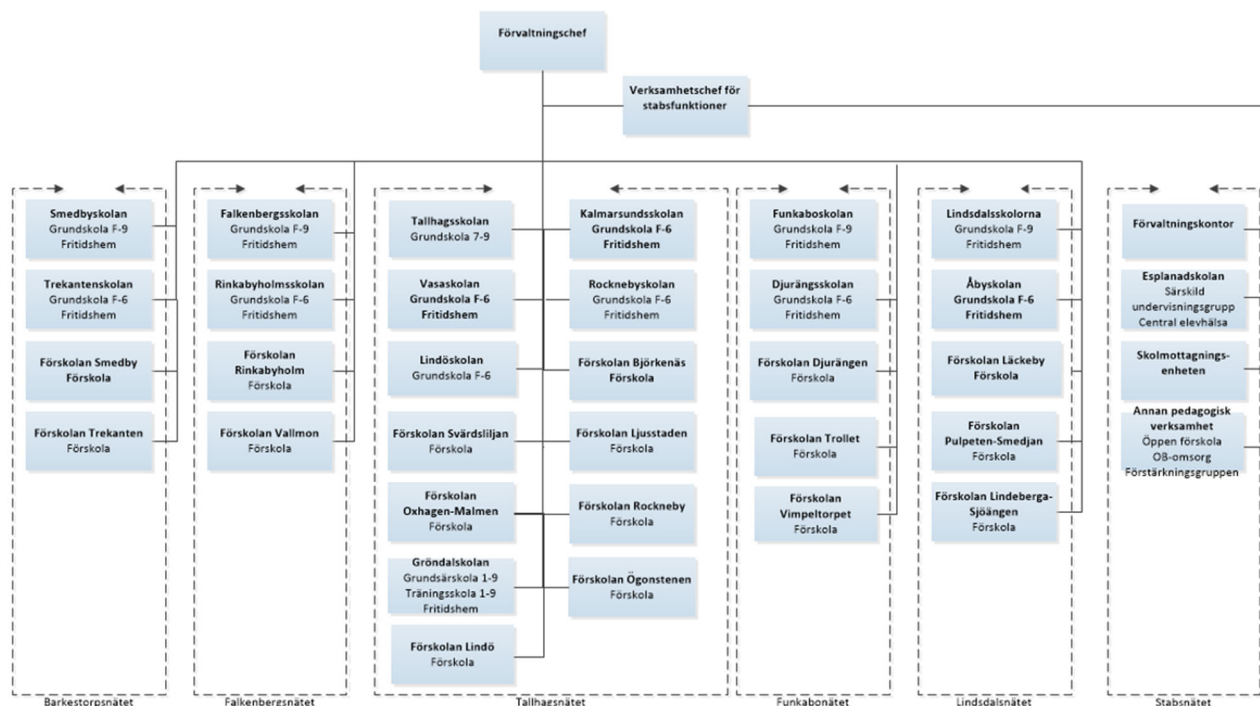 Förvaltningschef
Verksamhetschef för
stabsfunktioner
Smedbyskolan
Grundskola F-9
Fritidshem
Trekantenskolan
Grundskola F-6
Fritidshem
Förskolan Smedby
Förskola
Förskolan Trekanten
Förskola
Barkestorpsnätet
Falkenbergsskolan
Grundskola F-9
Fritidshem
Rinkabyholmsskolan
Grundskola F-6
Fritidshem
Förskolan
Rinkabyholm
Förskola
Förskolan Vallmon
Förskola
Falkenbergsnätet
Tallhagsskolan
Grundskola 7-9
Vasaskolan
Grundskola F-6
Fritidshem
Lindöskolan
Grundskola F-6
Förskolan Svärdsliljan
Förskola
Förskolan
Oxhagen-Malmen
Förskola
Gröndalskolan
Grundsärskola 1-9
Träningsskola 1-9
Fritidshem
Förskolan Lindö
Förskola
Kalmarsundsskolan
Grundskola F-6
Fritidshem
Rocknebyskolan
Grundskola F-6
Fritidshem
Förskolan Björkenäs
Förskola
Förskolan Ljusstaden
Förskola
Förskolan Rockneby
Förskola
Förskolan Ögonstenen
Förskola
Tallhagsnätet
Funkaboskolan
Grundskola F-9
Fritidshem
Djurängsskolan
Grundskola F-6
Fritidshem
Förskolan Djurängen
Förskola
Förskolan Trollet
Förskola
Förskolan
Vimpeltorpet
Förskola
Funkabonätet
Lindsdalsskolorna
Grundskola F-9
Fritidshem
Åbyskolan
Grundskola F-6
Fritidshem
Förskolan Läckeby
Förskola
Förskolan
Pulpeten-Smedjan
Förskola
Förskolan Lindeberga-
Sjöängen
Förskola
Lindsdalsnätet
Förvaltningskontor
Esplanadskolan
Särskild
undervisningsgrupp
Central elevhälsa
Skolmottagnings-
enheten
Annan pedagogisk
verksamhet
Öppen förskola
OB-omsorg
Förstärkningsgruppen
Stabsnätet